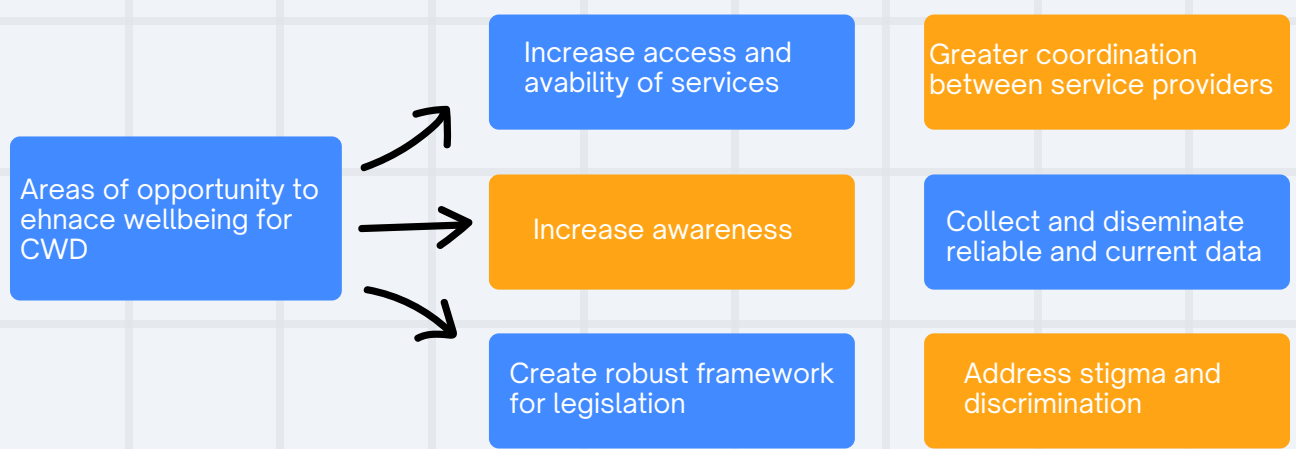 Areas of opportunity to
ehnace wellbeing for
CWD
Increase access and
avability of services
Greater coordination
between service providers
Increase awareness
Collect and diseminate
reliable and current data
Create robust framework
for legislation
Address stigma and
discrimination